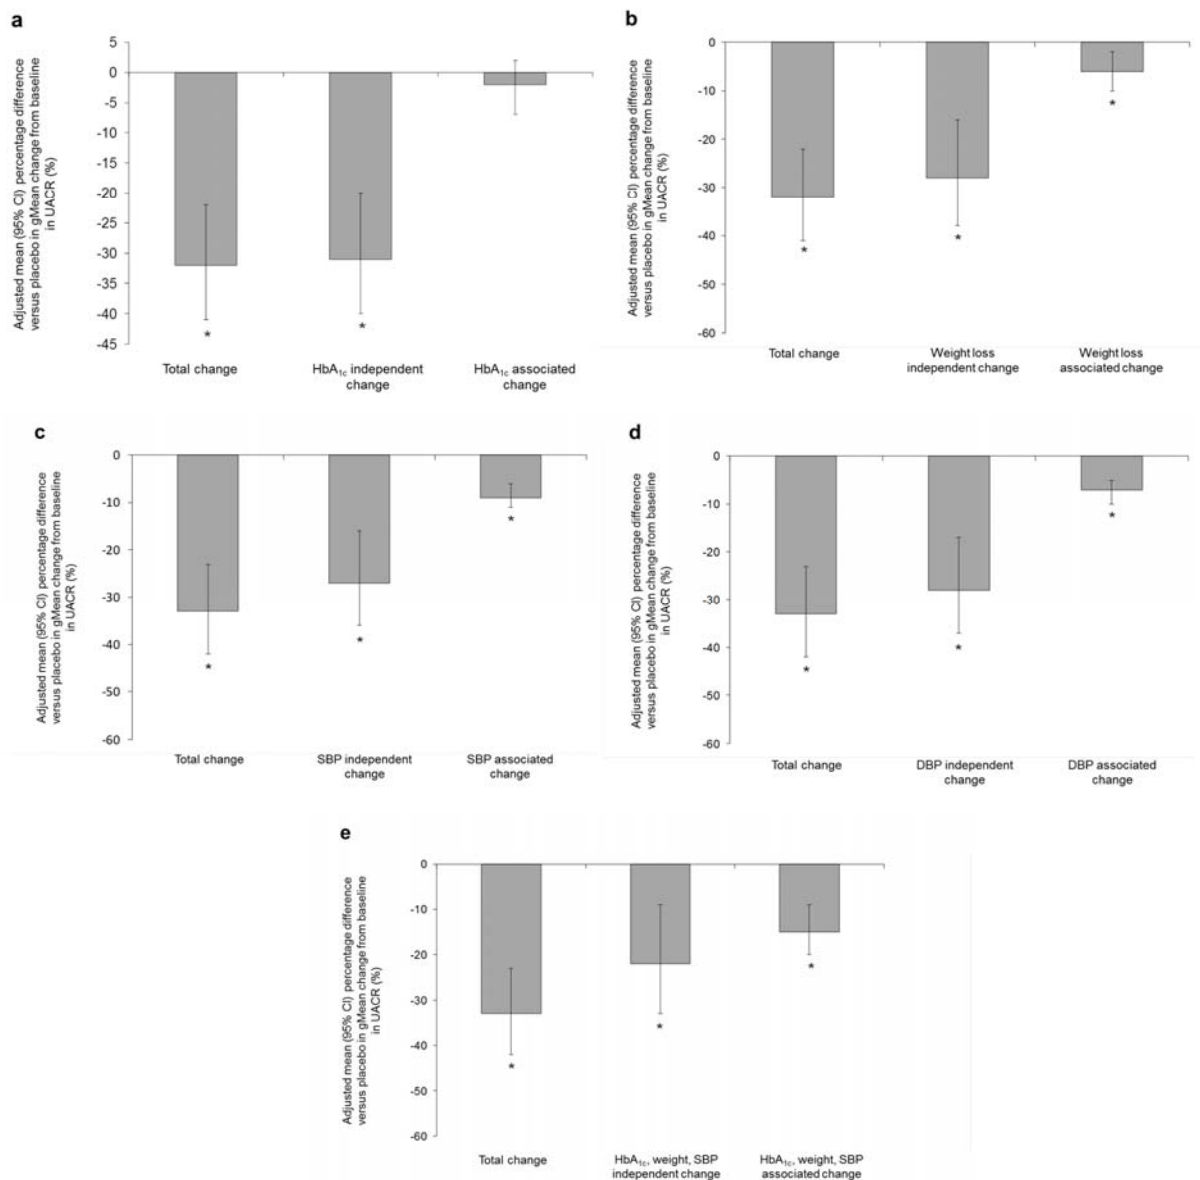 a
Adjusted mean (95% CI) percentage difference
versus placebo in gMean change from baseline
in UACR (%)
5
0
-5
-10
-15
-20
-25
-30
-35
-40
-45
*
*
Total change
HbA1c independent
change
HbA1c associated
change
b
Adjusted mean (95% CI) percentage difference
versus placebo in gMean change from baseline
in UACR (%)
0
-10
-20
-30
-40
-50
-60
*
*
*
Total change
Weight loss
independent change
Weight loss
associated change
c
Adjusted mean (95% CI) percentage difference
versus placebo in gMean change from baseline
in UACR (%)
0
-10
-20
-30
-40
-50
-60
*
*
*
Total change
SBP independent
change
SBP associated
change
d
Adjusted mean (95% CI) percentage difference
versus placebo in gMean change from baseline
in UACR (%)
0
-10
-20
-30
-40
-50
-60
*
*
*
Total change
DBP independent
change
DBP associated
change
e
Adjusted mean (95% CI) percentage difference
versus placebo in gMean change from baseline
in UACR (%)
0
-10
-20
-30
-40
-50
-60
*
*
*
Total change
HbA1c, weight, SBP
independent change
HbA1c, weight, SBP
associated change